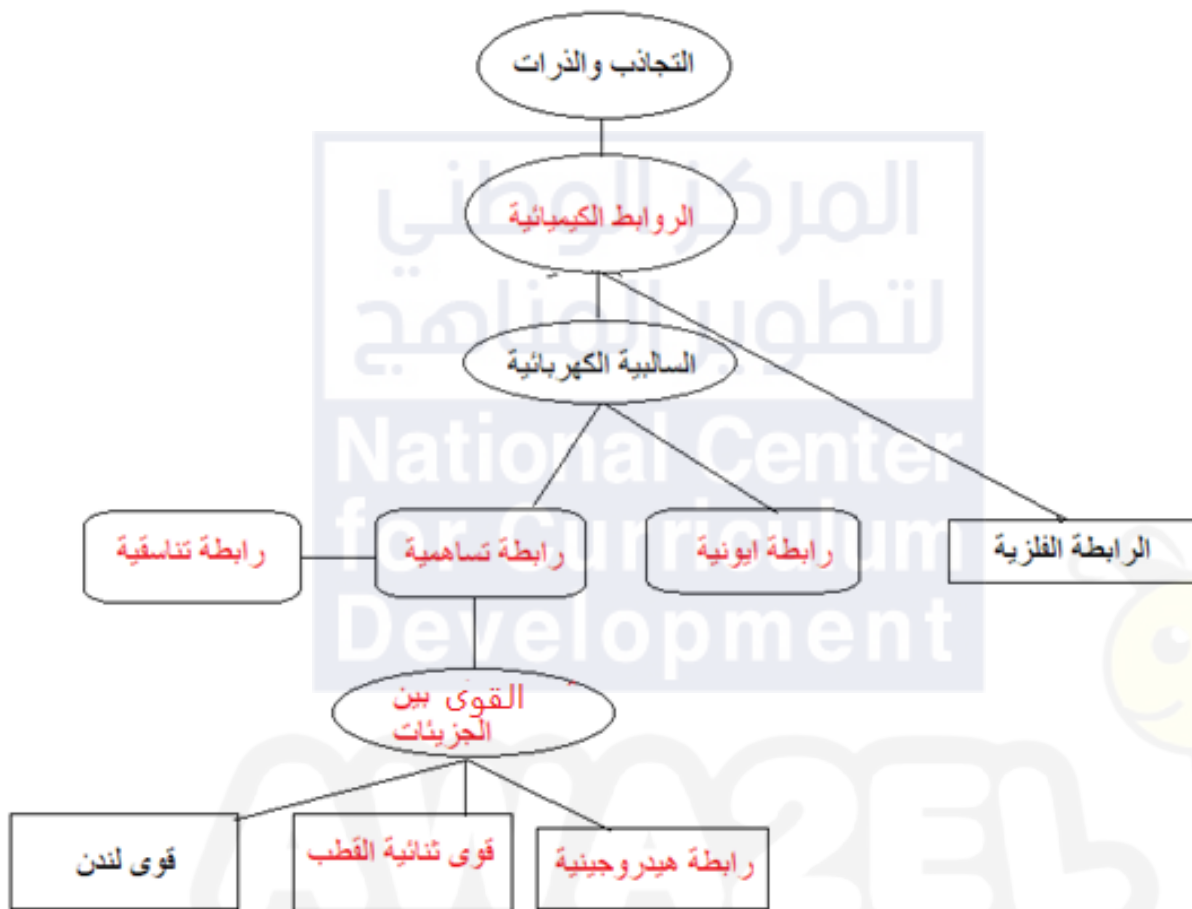 التجاذب والذرات
الروابط الكيميائية
السالبية الكهربائية
رابطة تناسقية
رابطة تساهمية
رابطة ايونية
الرابطة الفلزية
القوى بين
الجزيئات
قوى لندن
قوى ثنائية القطب
رابطة هيدروجينية
المركز الوطني
لتطوير المناهج
National Center
for Curriculum
Development
AWA2EL